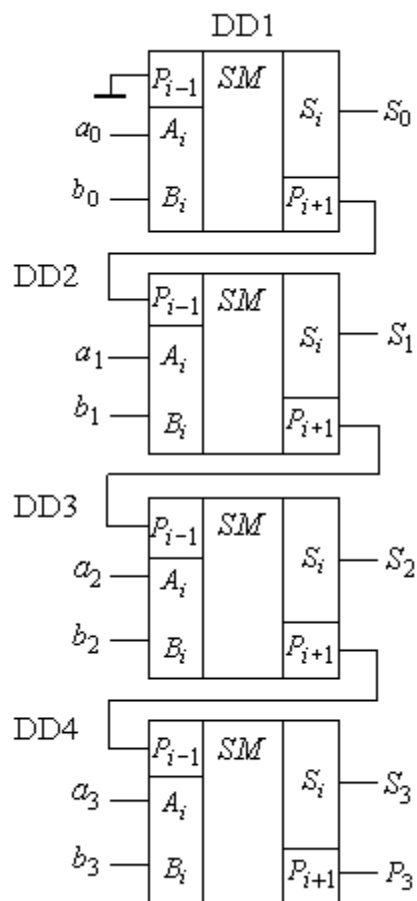 DD1
P_{i-1} SM
S_i S_0
a_0 A_i
b_0 B_i P_{i+1}
DD2
P_{i-1} SM
S_i S_1
a_1 A_i
b_1 B_i P_{i+1}
DD3
P_{i-1} SM
S_i S_2
a_2 A_i
b_2 B_i P_{i+1}
DD4
P_{i-1} SM
S_i S_3
a_3 A_i
b_3 B_i P_{i+1} P_3